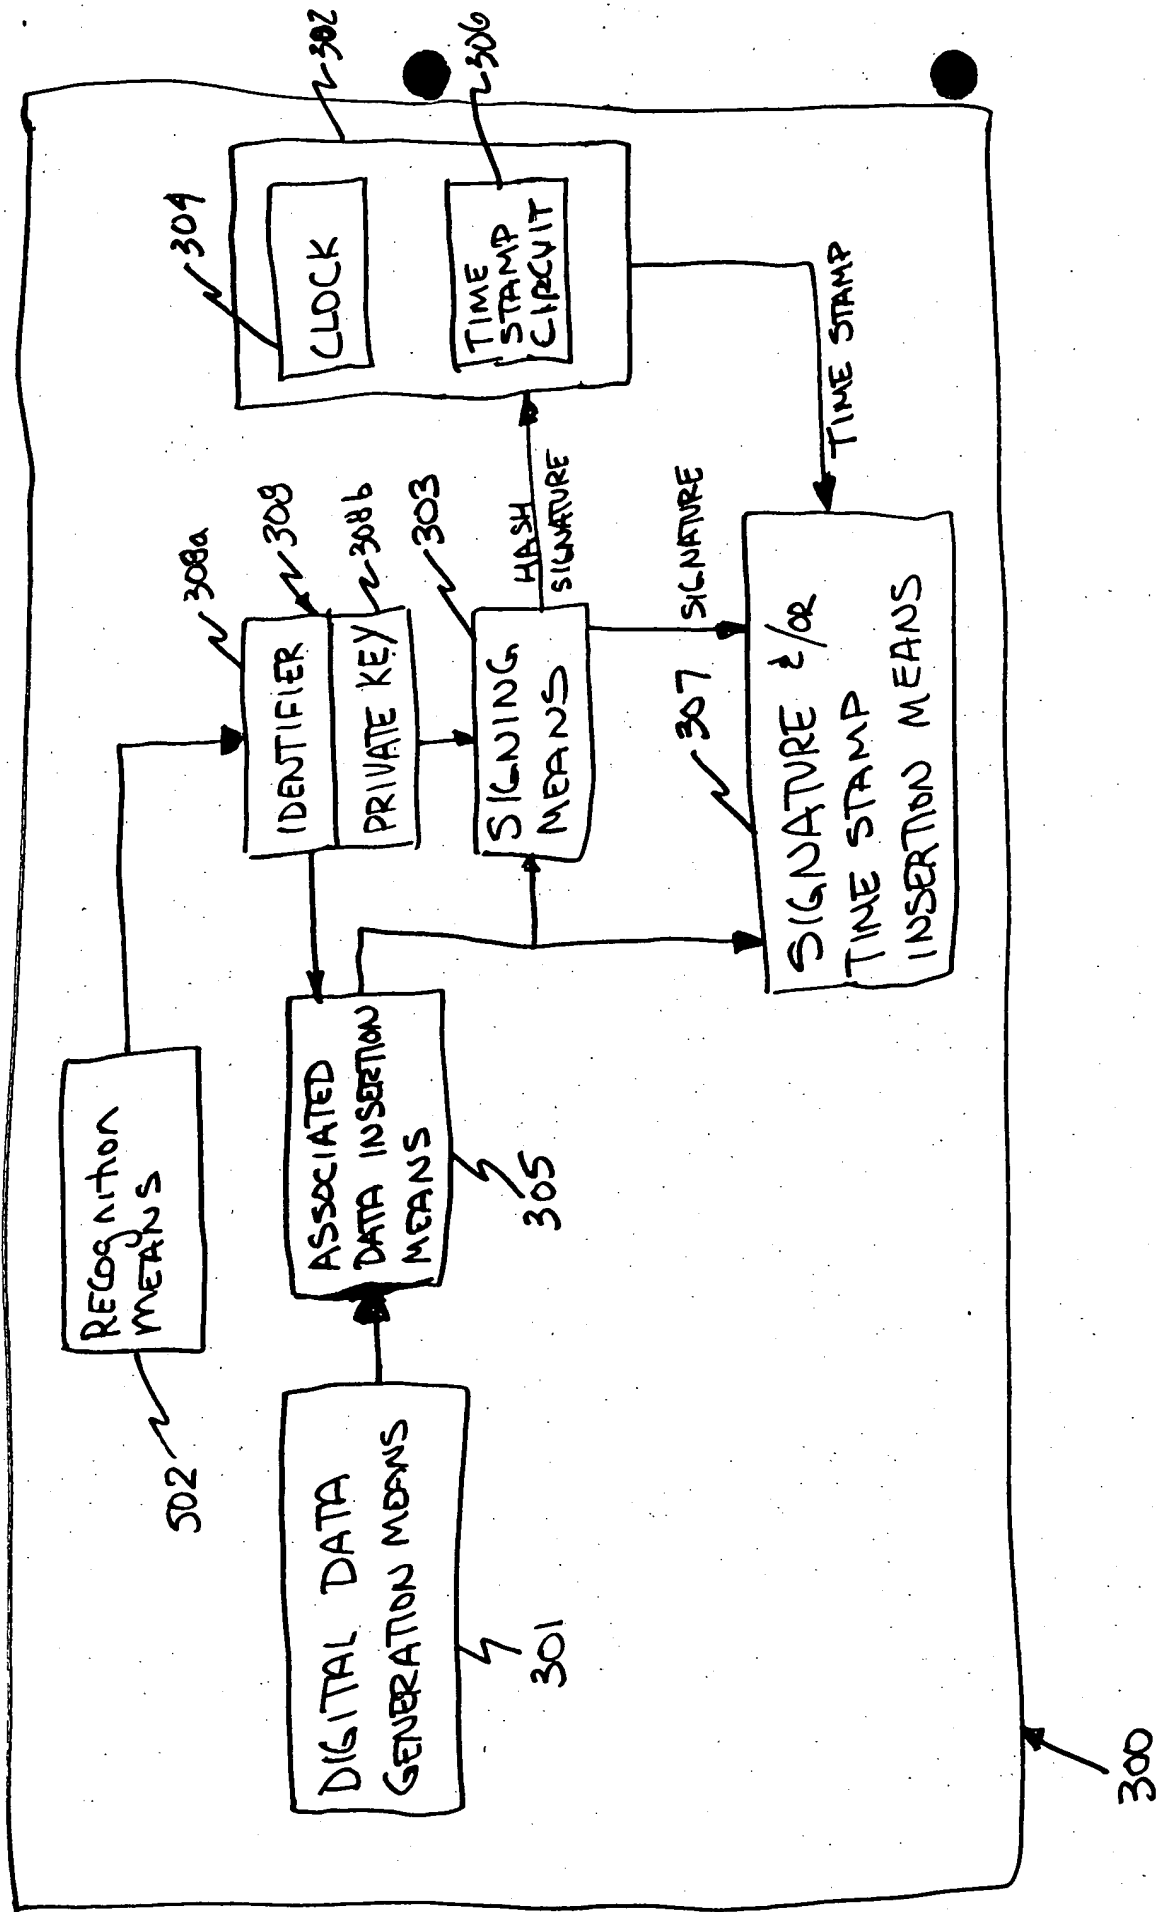 RECognition
MEANS
502
DIGITAL DATA
GENERATION MEANS
301
ASSOCIATED
DATA INSERTION
MEANS
305
308a
308
308b
IDENTIFIER
PRIVATE KEY
303
SIGNING
MEANS
HASH
SIGNATURE
SIGNATURE
304
302
306
CLOCK
TIME
STAMP
CIRCUIT
TIME STAMP
307
SIGNATURE &/OR
TIME STAMP
INSERTION MEANS
300